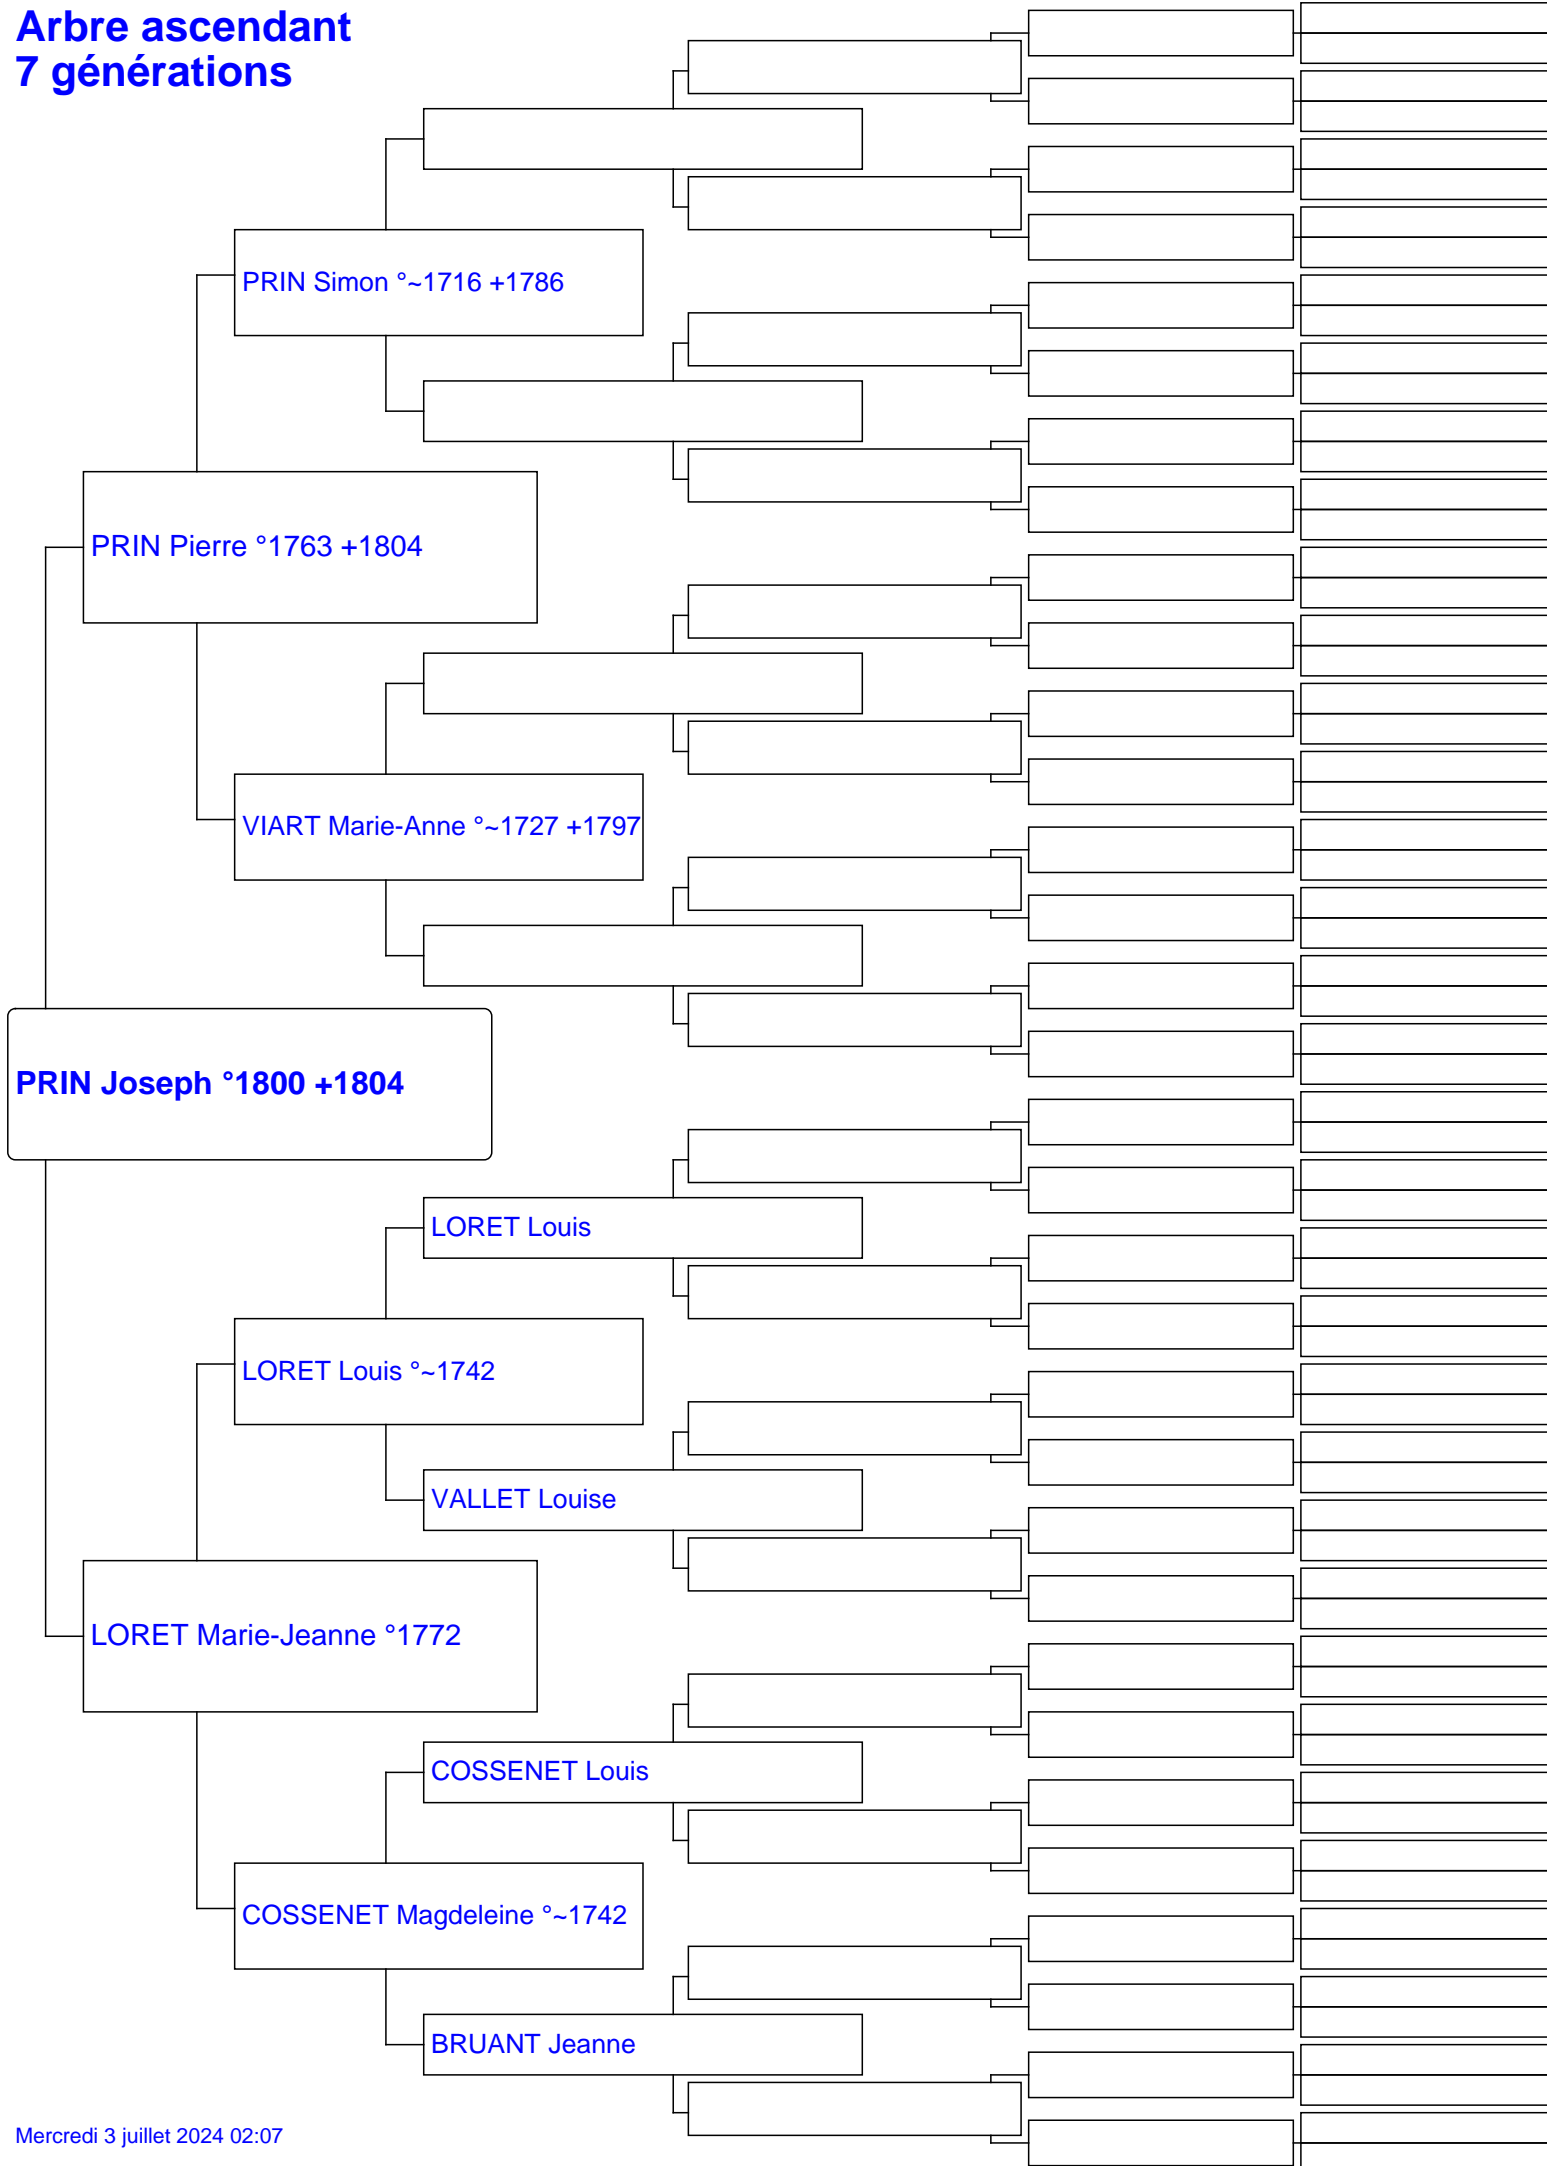 Arbre ascendant
7 générations
PRIN Simon °~1716 +1786
PRIN Pierre °1763 +1804
VIART Marie-Anne °~1727 +1797
PRIN Joseph °1800 +1804
LORET Louis
LORET Louis °~1742
VALLET Louise
LORET Marie-Jeanne °1772
COSSENET Louis
COSSENET Magdeleine °~1742
BRUANT Jeanne
Mercredi 3 juillet 2024 02:07